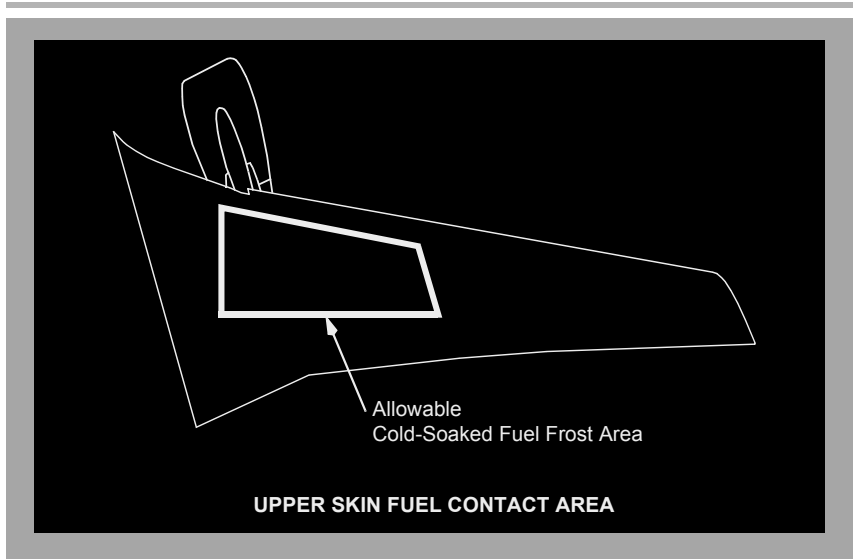 Allowable
Cold-Soaked Fuel Frost Area
UPPER SKIN FUEL CONTACT AREA